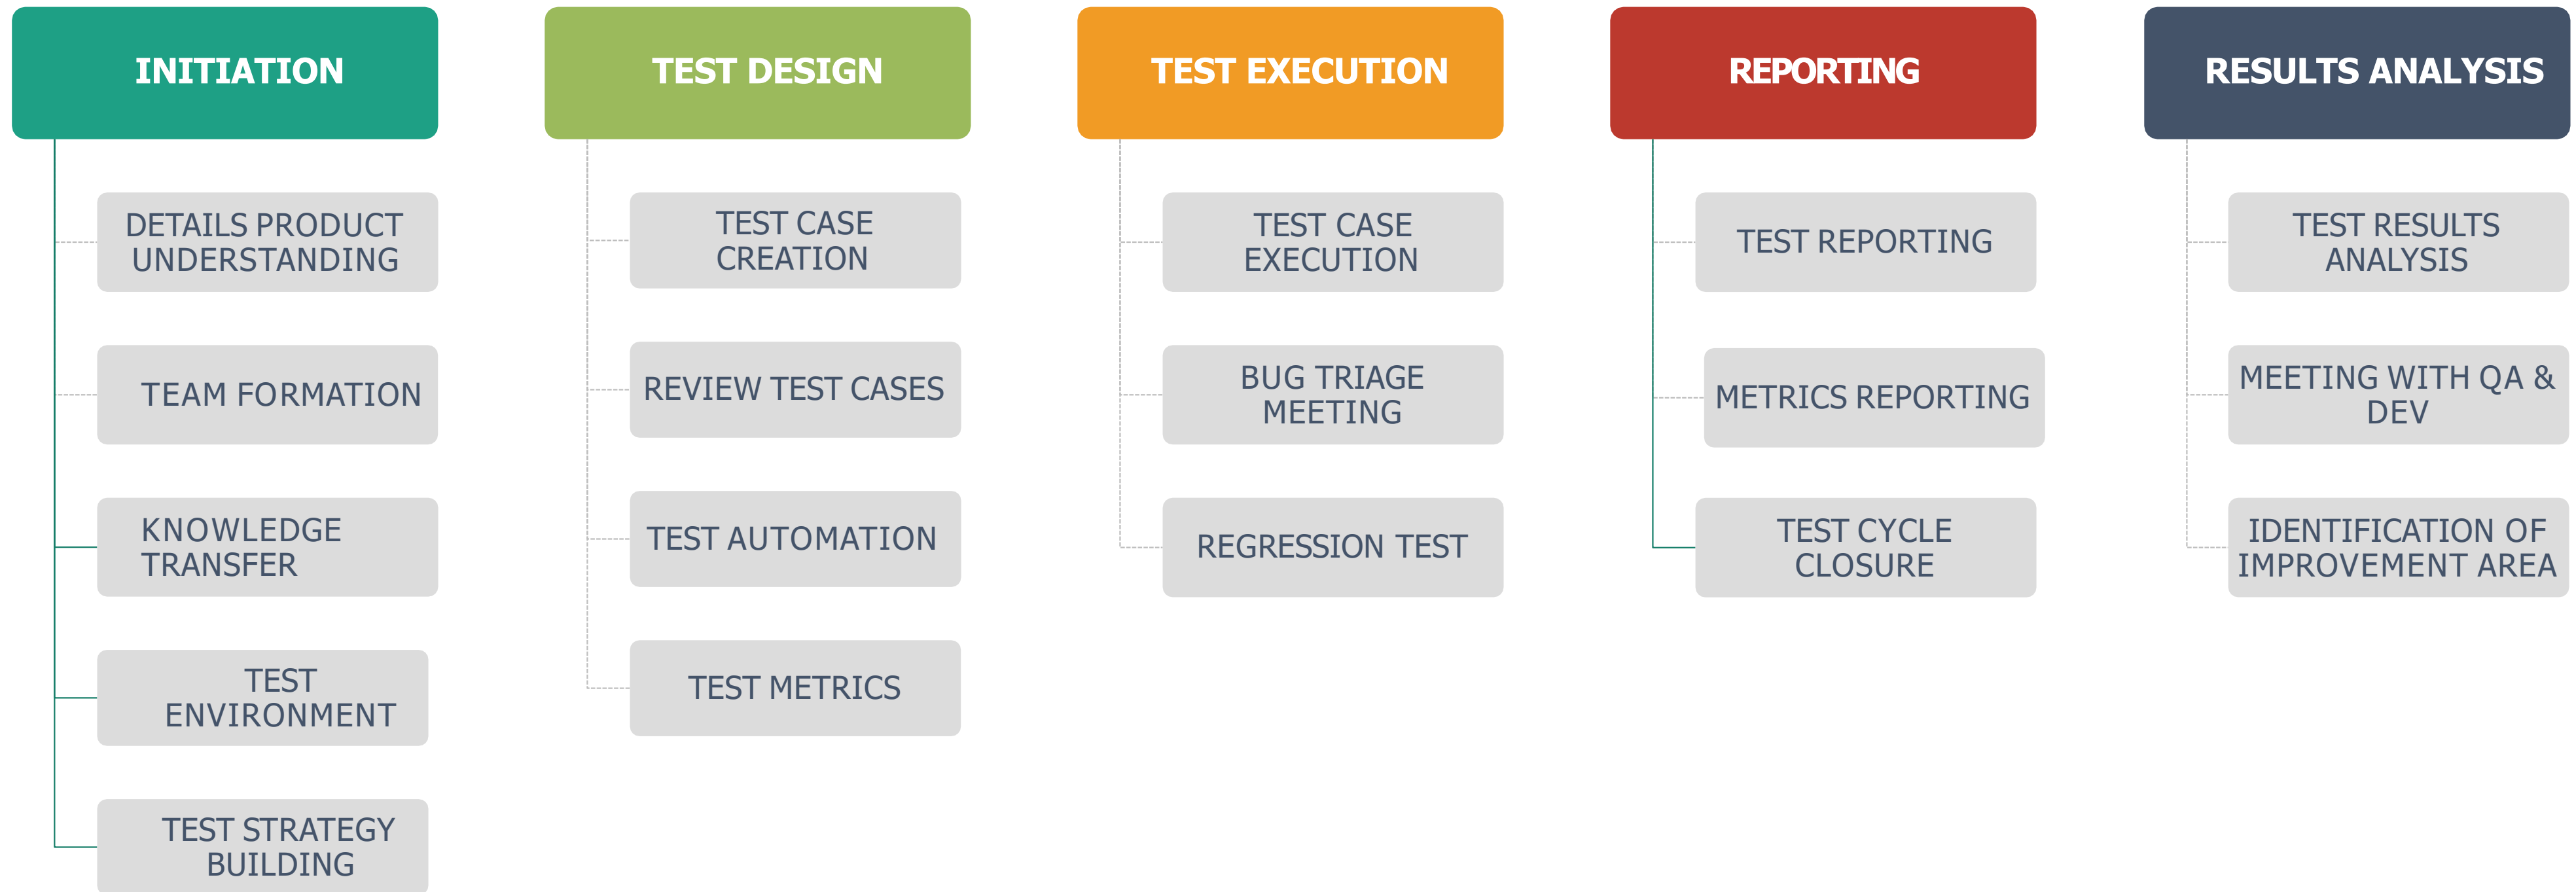 INITIATION
DETAILS PRODUCT
UNDERSTANDING
TEAM FORMATION
KNOWLEDGE
TRANSFER
TEST
ENVIRONMENT
TEST STRATEGY
BUILDING
TEST DESIGN
TEST CASE
CREATION
REVIEW TEST CASES
TEST AUTOMATION
TEST METRICS
TEST EXECUTION
TEST CASE
EXECUTION
BUG TRIAGE
MEETING
REGRESSION TEST
REPORTING
TEST REPORTING
METRICS REPORTING
TEST CYCLE
CLOSURE
RESULTS ANALYSIS
TEST RESULTS
ANALYSIS
MEETING WITH QA &
DEV
IDENTIFICATION OF
IMPROVEMENT AREA